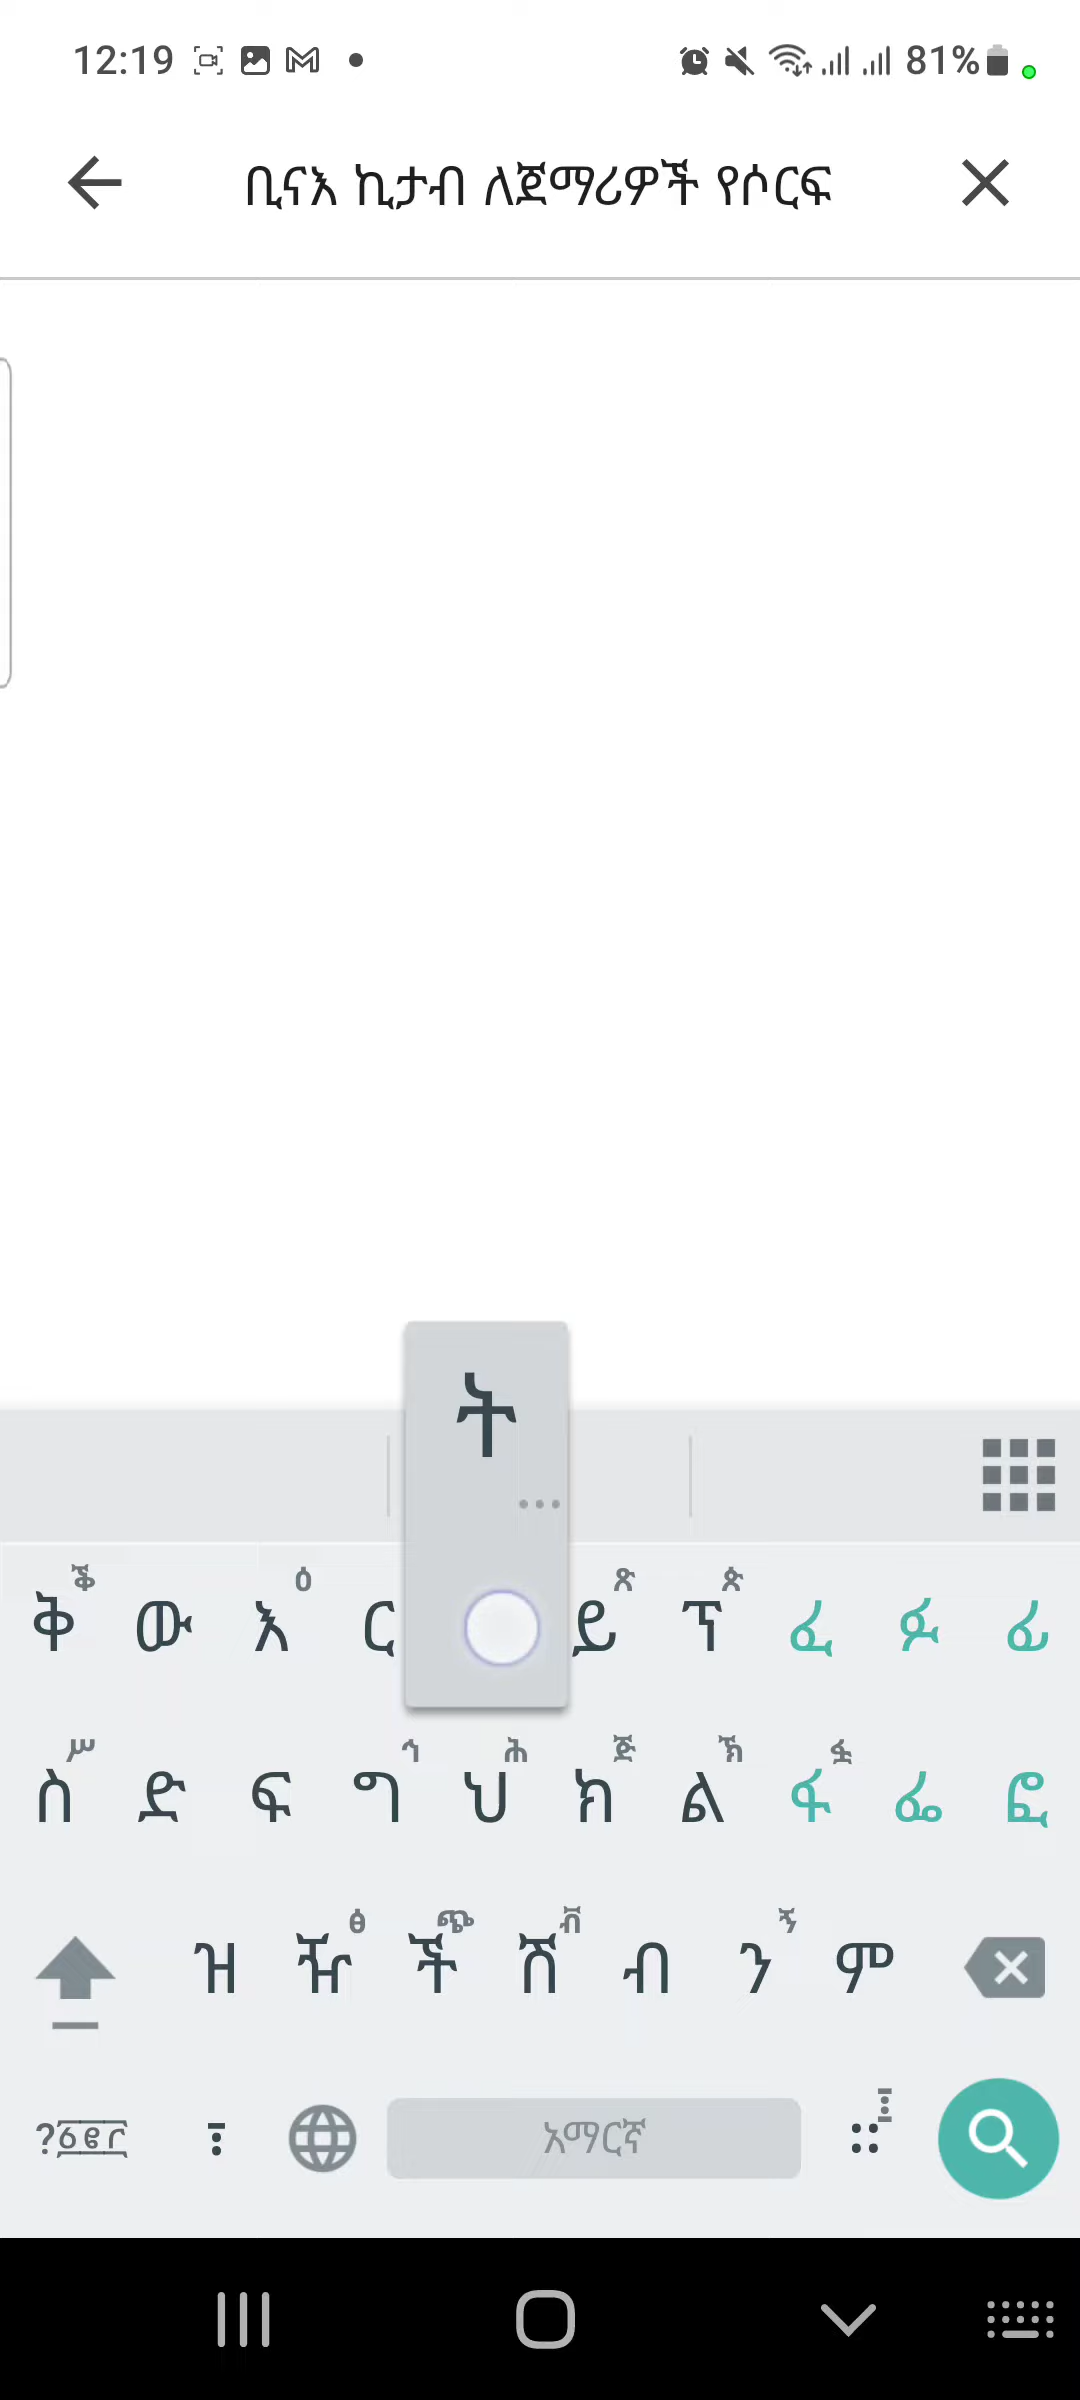 12:19
81%
ቢናእ ኪታብ ለጀማሪዎች የሶርፍ
ት
...
ቅ ቕ ው እ ዕ ር ይ ጽ ፕ ጵ ፈ ፉ ፊ
ስ ሥ ድ ፍ ግ ኅ ህ ሕ ክ ጅ ል ኽ ፋ ፏ ፌ ፎ
ዝ ዥ ፅ ች ጭ ሽ ቭ ብ ን ኝ ም
?፩፪፫ ፣ አማርኛ ። ፤